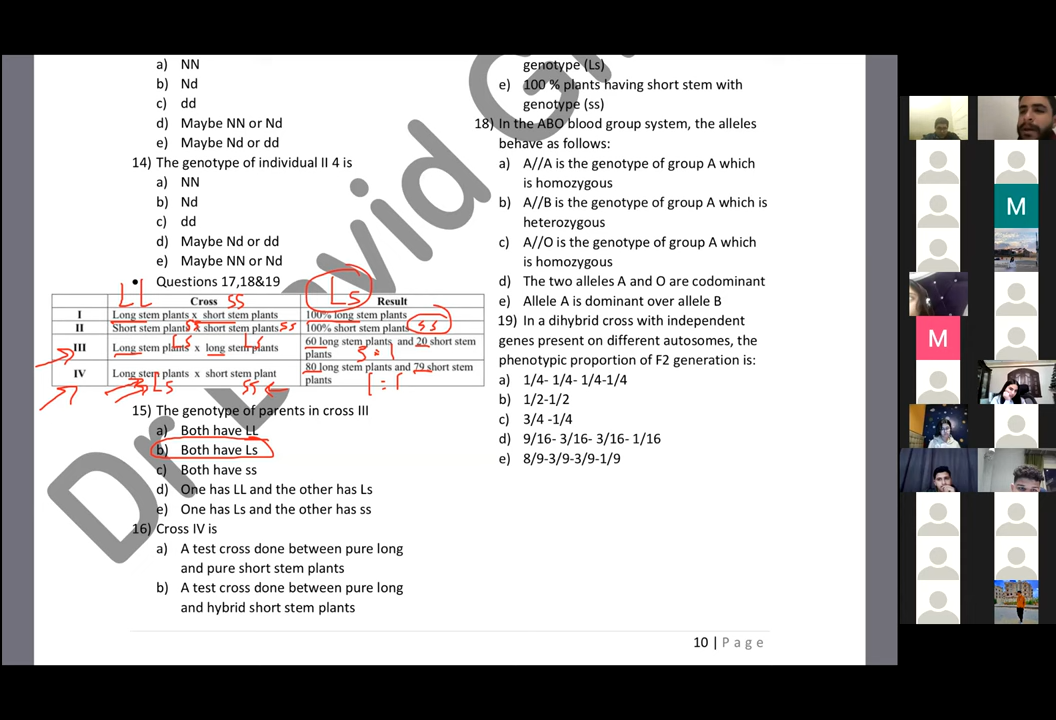 a) NN
b) Nd
c) dd
d) Maybe NN or Nd
e) Maybe Nd or dd
14) The genotype of individual II 4 is
a) NN
b) Nd
c) dd
d) Maybe Nd or dd
e) Maybe NN or Nd
• Questions 17,18&19
LL
ss
Ls
Cross Result
I Long stem plants x short stem plants 100% long stem plants
II Short stem plants x short stem plants 100% short stem plants
ss ss ss
III Long stem plants x long stem plants 60 long stem plants and 20 short stem
plants
Ls Ls
IV Long stem plants x short stem plant 80 long stem plants and 79 short stem
plants
Ls ss 1:1
15) The genotype of parents in cross III
a) Both have LL
b) Both have Ls
c) Both have ss
d) One has LL and the other has Ls
e) One has Ls and the other has ss
16) Cross IV is
a) A test cross done between pure long
and pure short stem plants
b) A test cross done between pure long
and hybrid short stem plants
genotype (Ls)
e) 100 % plants having short stem with
genotype (ss)
18) In the ABO blood group system, the alleles
behave as follows:
a) A//A is the genotype of group A which
is homozygous
b) A//B is the genotype of group A which is
heterozygous
c) A//O is the genotype of group A which
is homozygous
d) The two alleles A and O are codominant
e) Allele A is dominant over allele B
19) In a dihybrid cross with independent
genes present on different autosomes, the
phenotypic proportion of F2 generation is:
a) 1/4- 1/4- 1/4-1/4
b) 1/2-1/2
c) 3/4 -1/4
d) 9/16- 3/16- 3/16- 1/16
e) 8/9-3/9-3/9-1/9
10 | Page
M
M